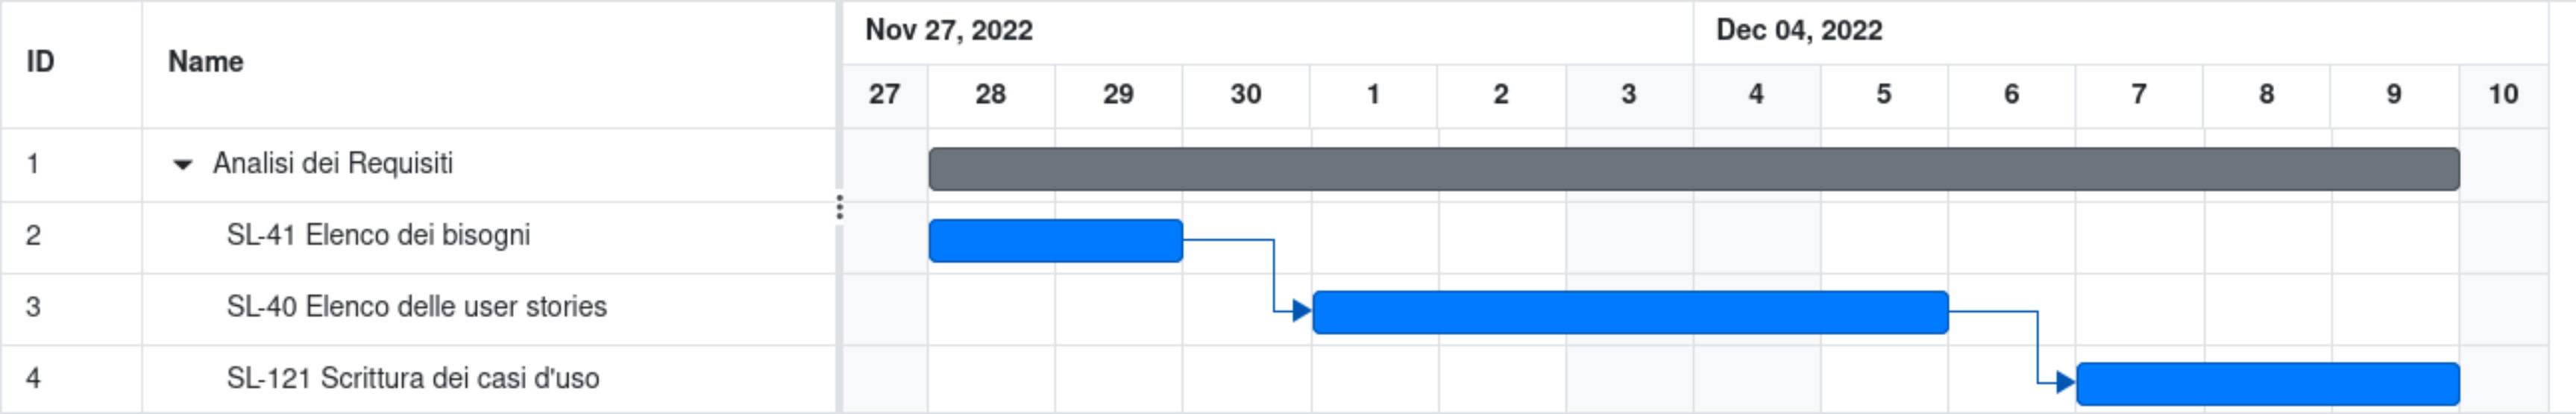 ID Name Nov 27, 2022 Dec 04, 2022
27 28 29 30 1 2 3 4 5 6 7 8 9 10
1 Analisi dei Requisiti
2 SL-41 Elenco dei bisogni
3 SL-40 Elenco delle user stories
4 SL-121 Scrittura dei casi d'uso